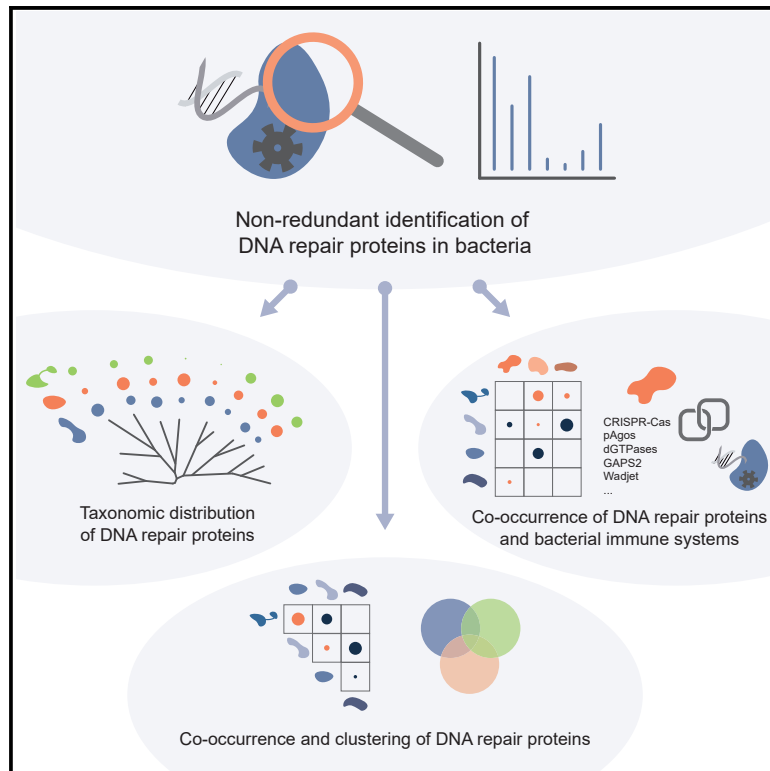 Non-redundant identification of
DNA repair proteins in bacteria
Taxonomic distribution
of DNA repair proteins
CRISPR-Cas
pAgos
dGTPases
GAPS2
Wadjet
...
Co-occurrence of DNA repair proteins
and bacterial immune systems
Co-occurrence and clustering of DNA repair proteins